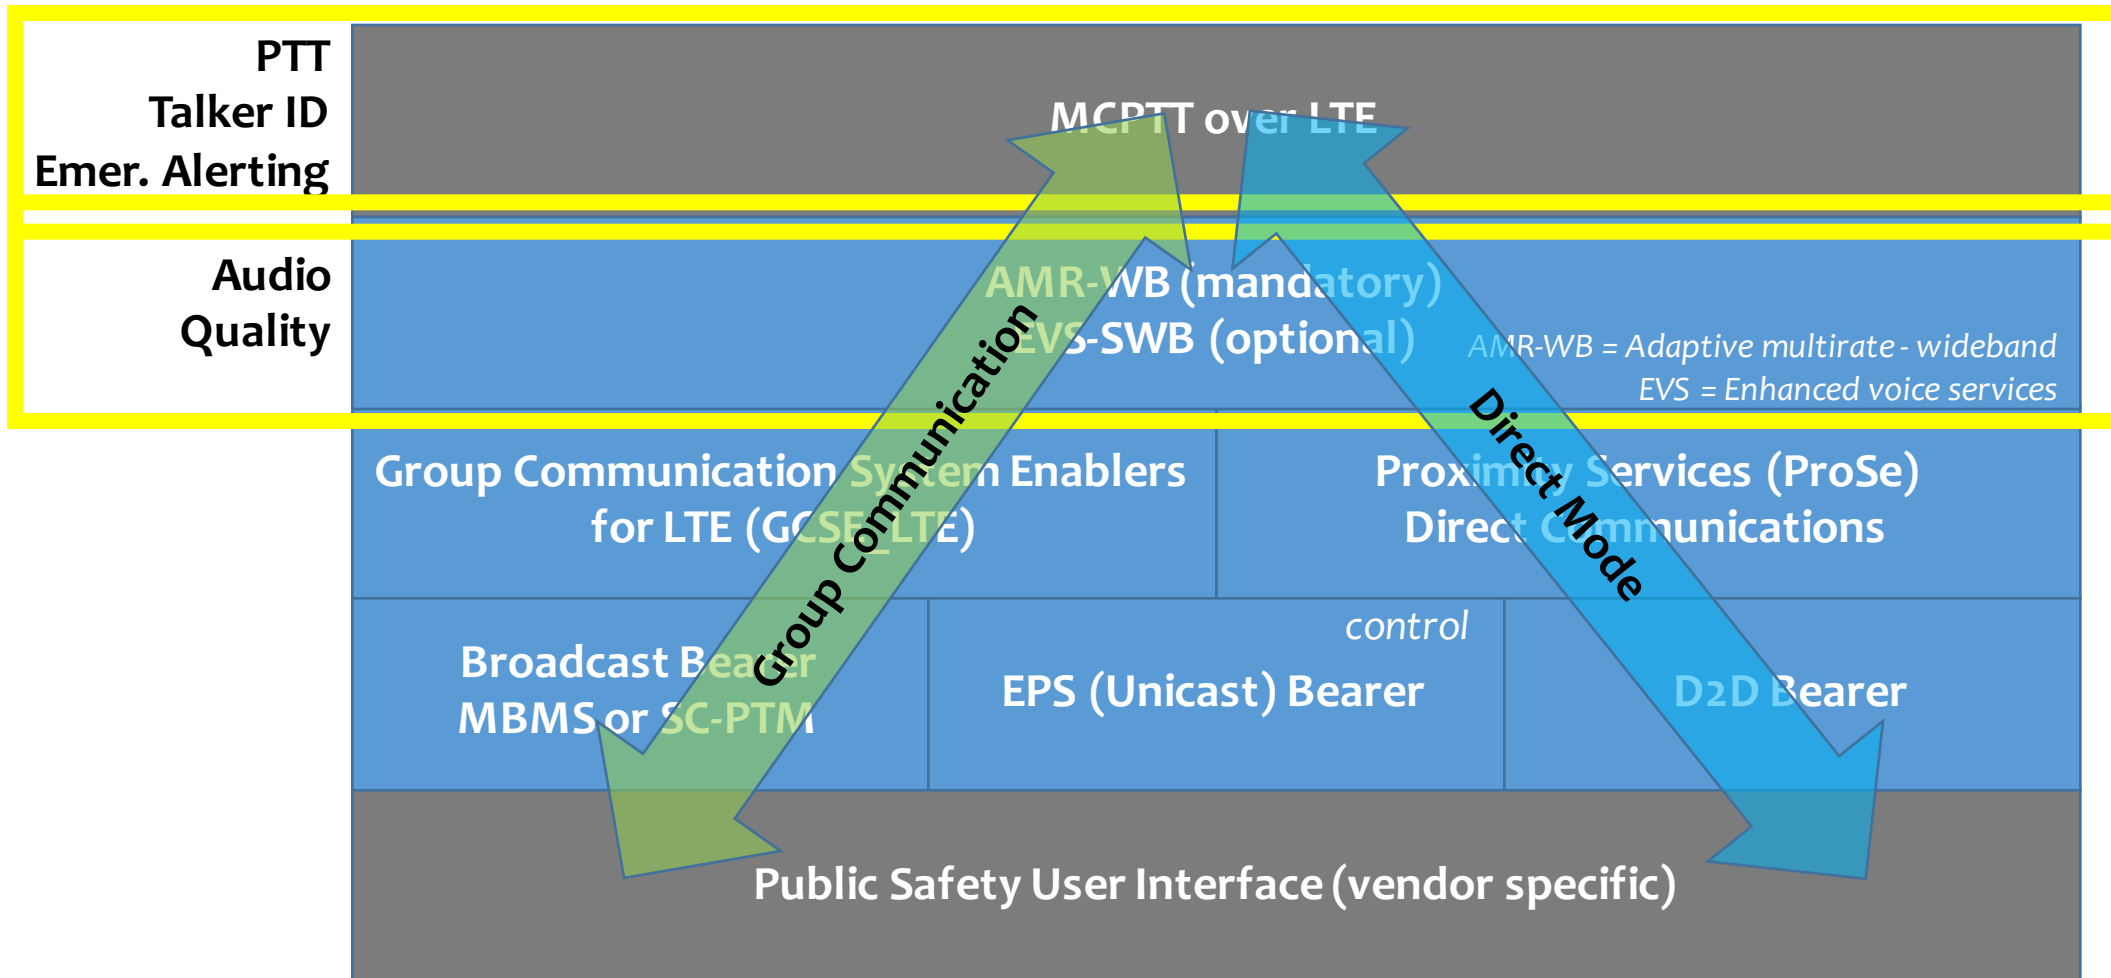 PTT
Talker ID
Emer. Alerting
MCPTT over LTE
Audio
Quality
AMR-WB (mandatory)
EVS-SWB (optional)
AMR-WB = Adaptive multirate - wideband
EVS = Enhanced voice services
Group Communication
Direct Mode
Group Communication System Enablers
for LTE (GCSE_LTE)
Proximity Services (ProSe)
Direct Communications
Broadcast Bearer
MBMS or SC-PTM
control
EPS (Unicast) Bearer
D2D Bearer
Public Safety User Interface (vendor specific)